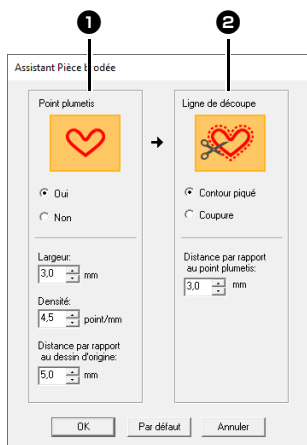 1
2
Assistant Pièce brodée
Point plumetis
Oui
Non
Largeur:
3,0 mm
Densité:
4,5 point/mm
Distance par rapport
au dessin d'origine:
5,0 mm
Ligne de découpe
Contour piqué
Coupure
Distance par rapport
au point plumetis:
3,0 mm
OK
Par défaut
Annuler